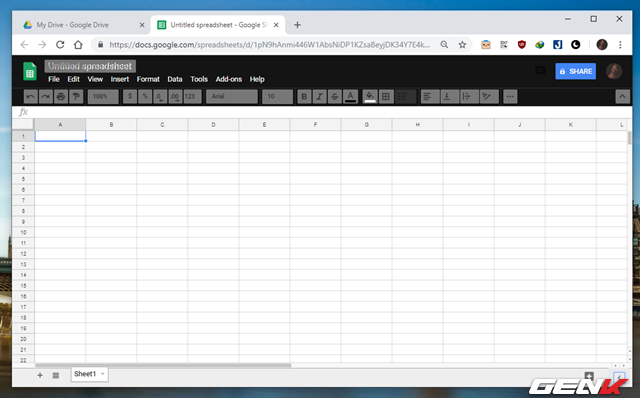 My Drive - Google Drive
Untitled spreadsheet - Google S
https://docs.google.com/spreadsheets/d/1pN9hAnmi446W1AbsNiDP1KZsaBeyjDK34Y7E4k...
Untitled spreadsheet
File Edit View Insert Format Data Tools Add-ons Help
SHARE
100% $ % .0 .00 123 Arial 10 B I S A
fx
A B C D E F G H I J K L
1
2
3
4
5
6
7
8
9
10
11
12
13
14
15
16
17
18
19
20
21
22
Sheet1
GENK